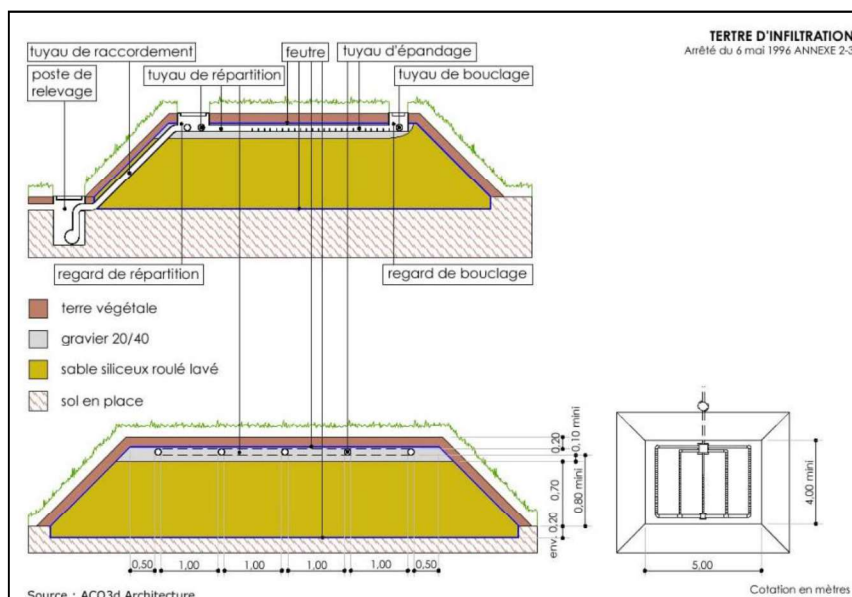 TERTRE D'INFILTRATION
Arrêté du 6 mai 1996 ANNEXE 2-3
tuyau de raccordement
feutre
tuyau d'épandage
poste de
relevage
tuyau de répartition
tuyau de bouclage
regard de répartition
regard de bouclage
terre végétale
gravier 20/40
sable siliceux roulé lavé
sol en place
0,20
0,10 mini
0,70
0,80 mini
env. 0,20
4,00 mini
0,50
1,00
1,00
1,00
1,00
0,50
5,00
Source : ACO3d Architecture
Cotation en mètres